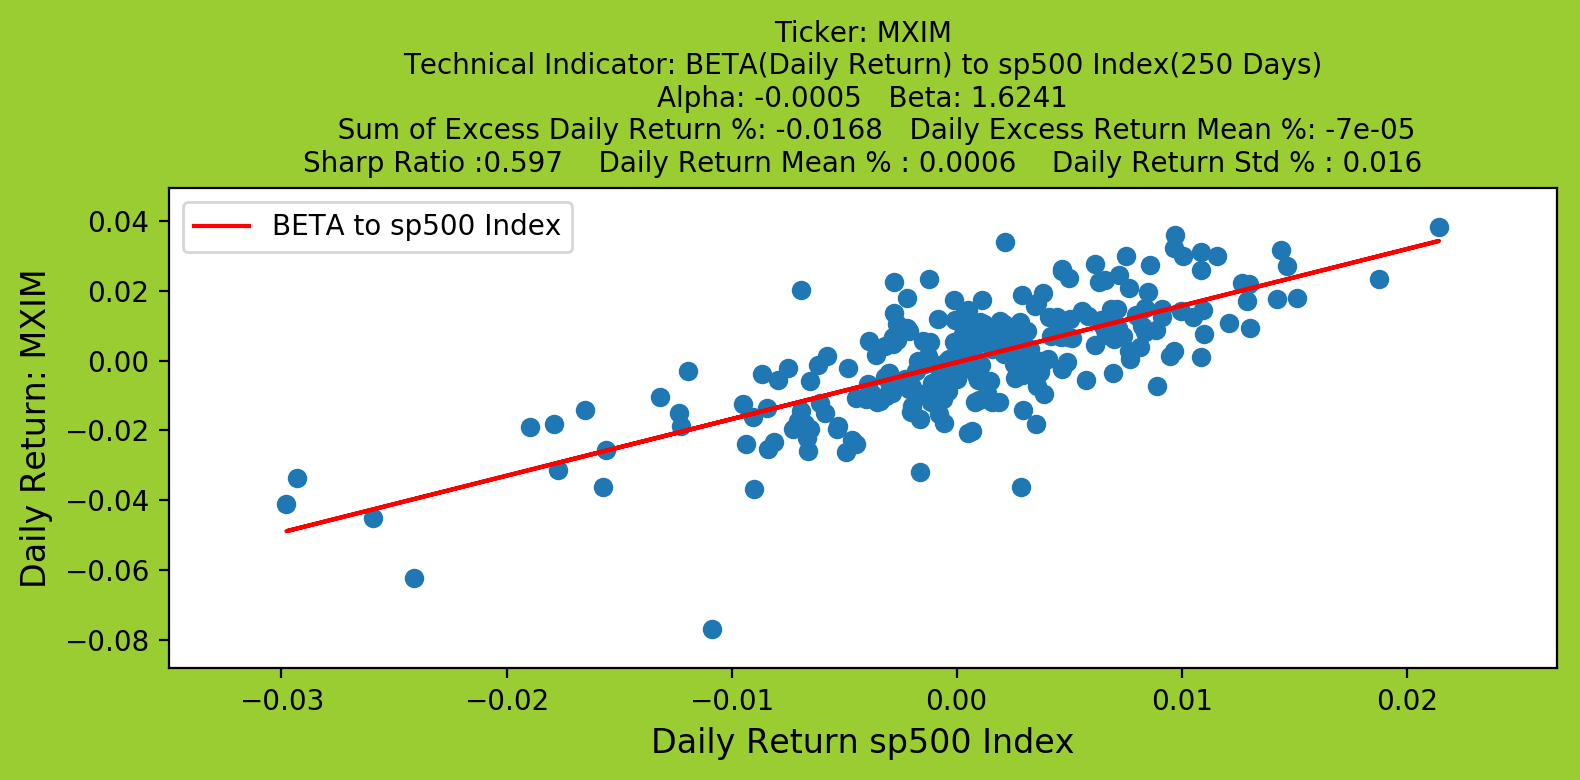 Ticker: MXIM
Technical Indicator: BETA(Daily Return) to sp500 Index(250 Days)
Alpha: -0.0005   Beta: 1.6241
Sum of Excess Daily Return %: -0.0168   Daily Excess Return Mean %: -7e-05
Sharp Ratio :0.597    Daily Return Mean % : 0.0006    Daily Return Std % : 0.016
BETA to sp500 Index
Daily Return: MXIM
0.04
0.02
0.00
−0.02
−0.04
−0.06
−0.08
−0.03
−0.02
−0.01
0.00
0.01
0.02
Daily Return sp500 Index